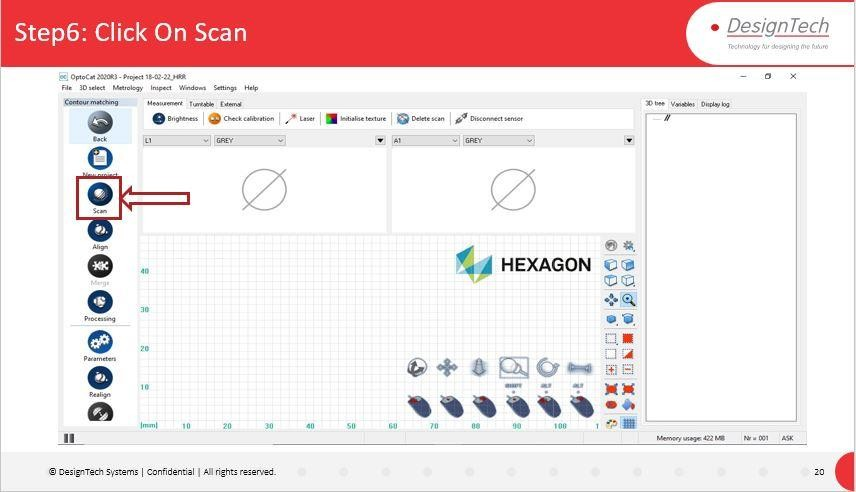 Step6: Click On Scan
DesignTech
Technology for designing the future
OptoCat 2020R3 - Project 18-02-22_HRR
File 3D select Metrology Inspect Windows Settings Help
Contour matching
Measurement Turntable External
3D tree Variables Display log
Back
Brightness Check calibration Laser Initialise texture Delete scan Disconnect sensor
L1 GREY A1 GREY
New project
Scan
Align
Merge
Processing
Parameters
Realign
HEXAGON
40
30
20
10
SHIFT ALT ALT
[mm] 10 20 30 40 50 60 70 80 90 100 1
Memory usage: 422 MB Nr = 001 ASK
© DesignTech Systems | Confidential | All rights reserved.
20